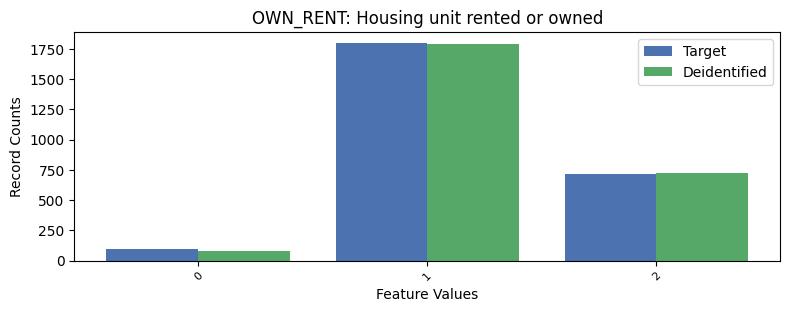 OWN_RENT: Housing unit rented or owned
Target
Deidentified
Record Counts
1750
1500
1250
1000
750
500
250
0
0
1
2
Feature Values